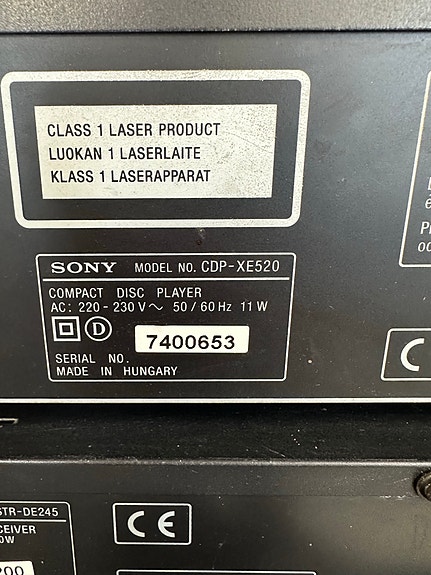 CLASS 1 LASER PRODUCT
LUOKAN 1 LASERLAITE
KLASS 1 LASERAPPARAT
SONY MODEL NO. CDP-XE520
COMPACT DISC PLAYER
AC: 220 - 230 V ~ 50 / 60 Hz 11 W
D
7400653
SERIAL NO.
MADE IN HUNGARY
CE
STR-DE245